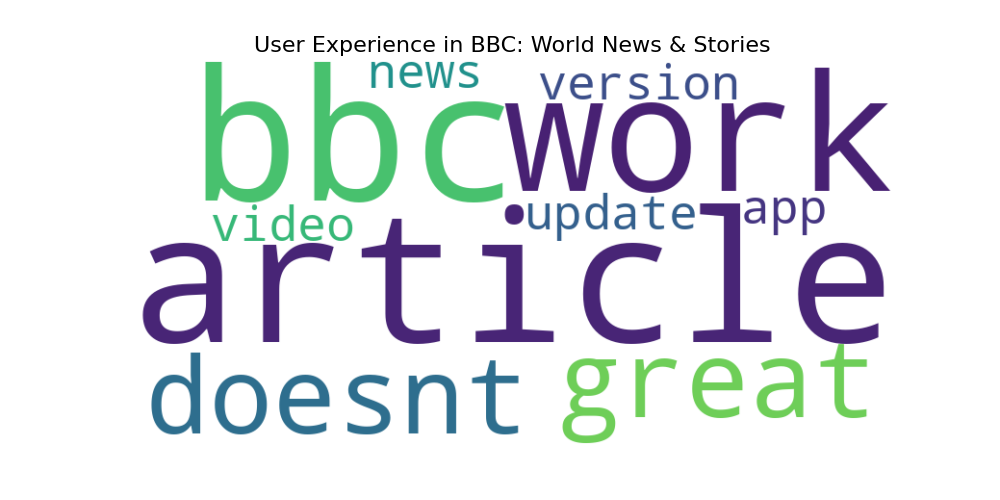 User Experience in BBC: World News & Stories
news version
bbc work
video update app
article
doesnt great